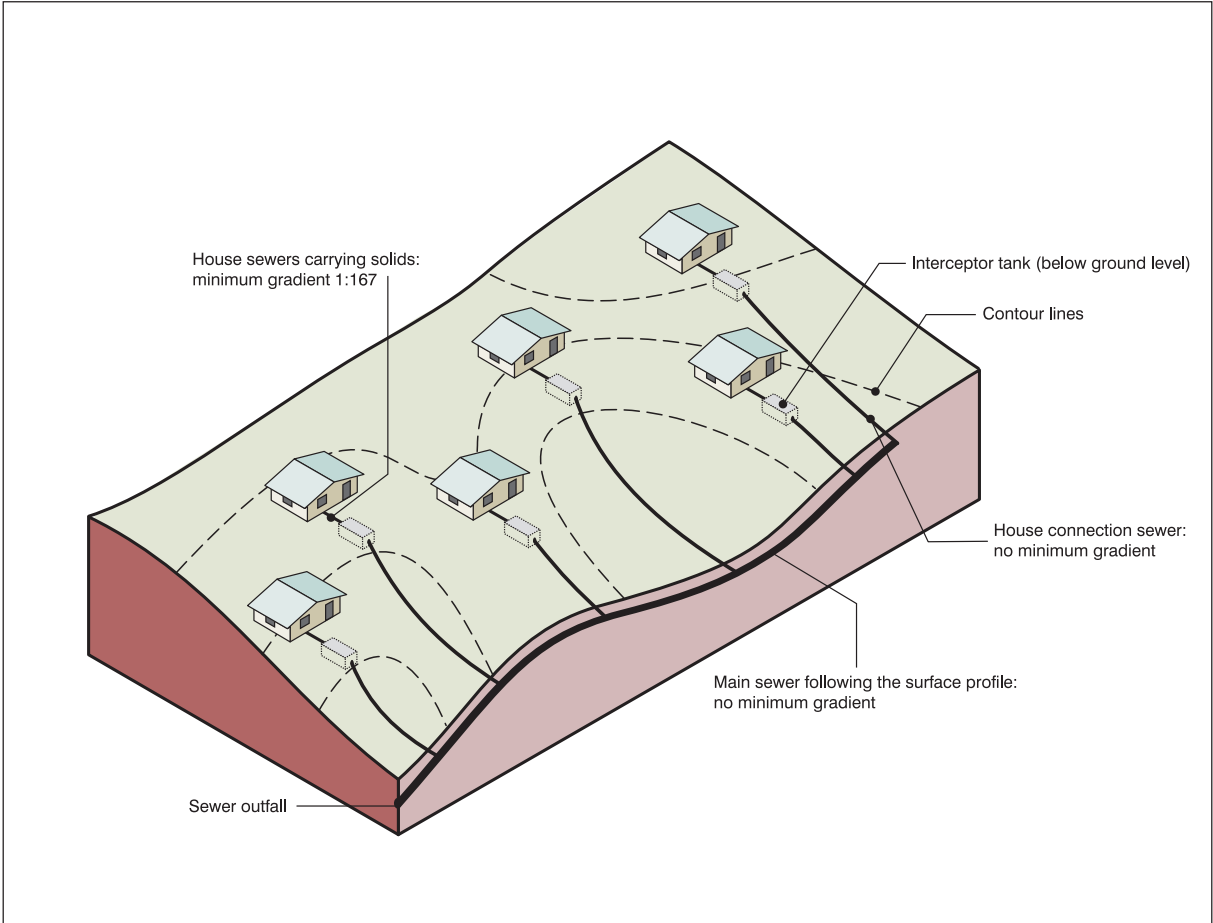 House sewers carrying solids:
minimum gradient 1:167
Interceptor tank (below ground level)
Contour lines
House connection sewer:
no minimum gradient
Main sewer following the surface profile:
no minimum gradient
Sewer outfall